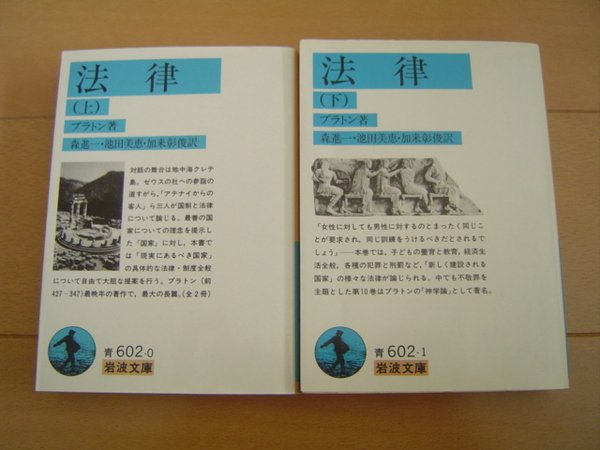 法律
(上)
プラトン著
森進一・池田美恵・加来彰俊訳
対話の舞台は地中海クレテ
島。ゼウスの社への参詣の
道すがら、「アテナイからの
客人」ら三人が国制と法律
について論じる。最善の国
家についての理念を提示し
た『国家』に対し、本書で
は「現実にあるべき国家」
の具体的な法律・制度全般
について自由で大胆な提案を行う。プラトン(前
427‐347)最晩年の著作で、最大の長篇。(全2冊)
青602-0
岩波文庫
法律
(下)
プラトン著
森進一・池田美恵・加来彰俊訳
「女性に対しても男性に対するのとまったく同じこ
とが要求され、同じ訓練をうけるべきだとされるで
しょう」――本巻では、子どもの養育と教育、経済生
活全般、各種の犯罪と刑罰など、「新しく建設される
国家」の様々な法律が論じられる。中でも不敬罪を
主題とした第10巻はプラトンの「神学論」として著名。
青602-1
岩波文庫